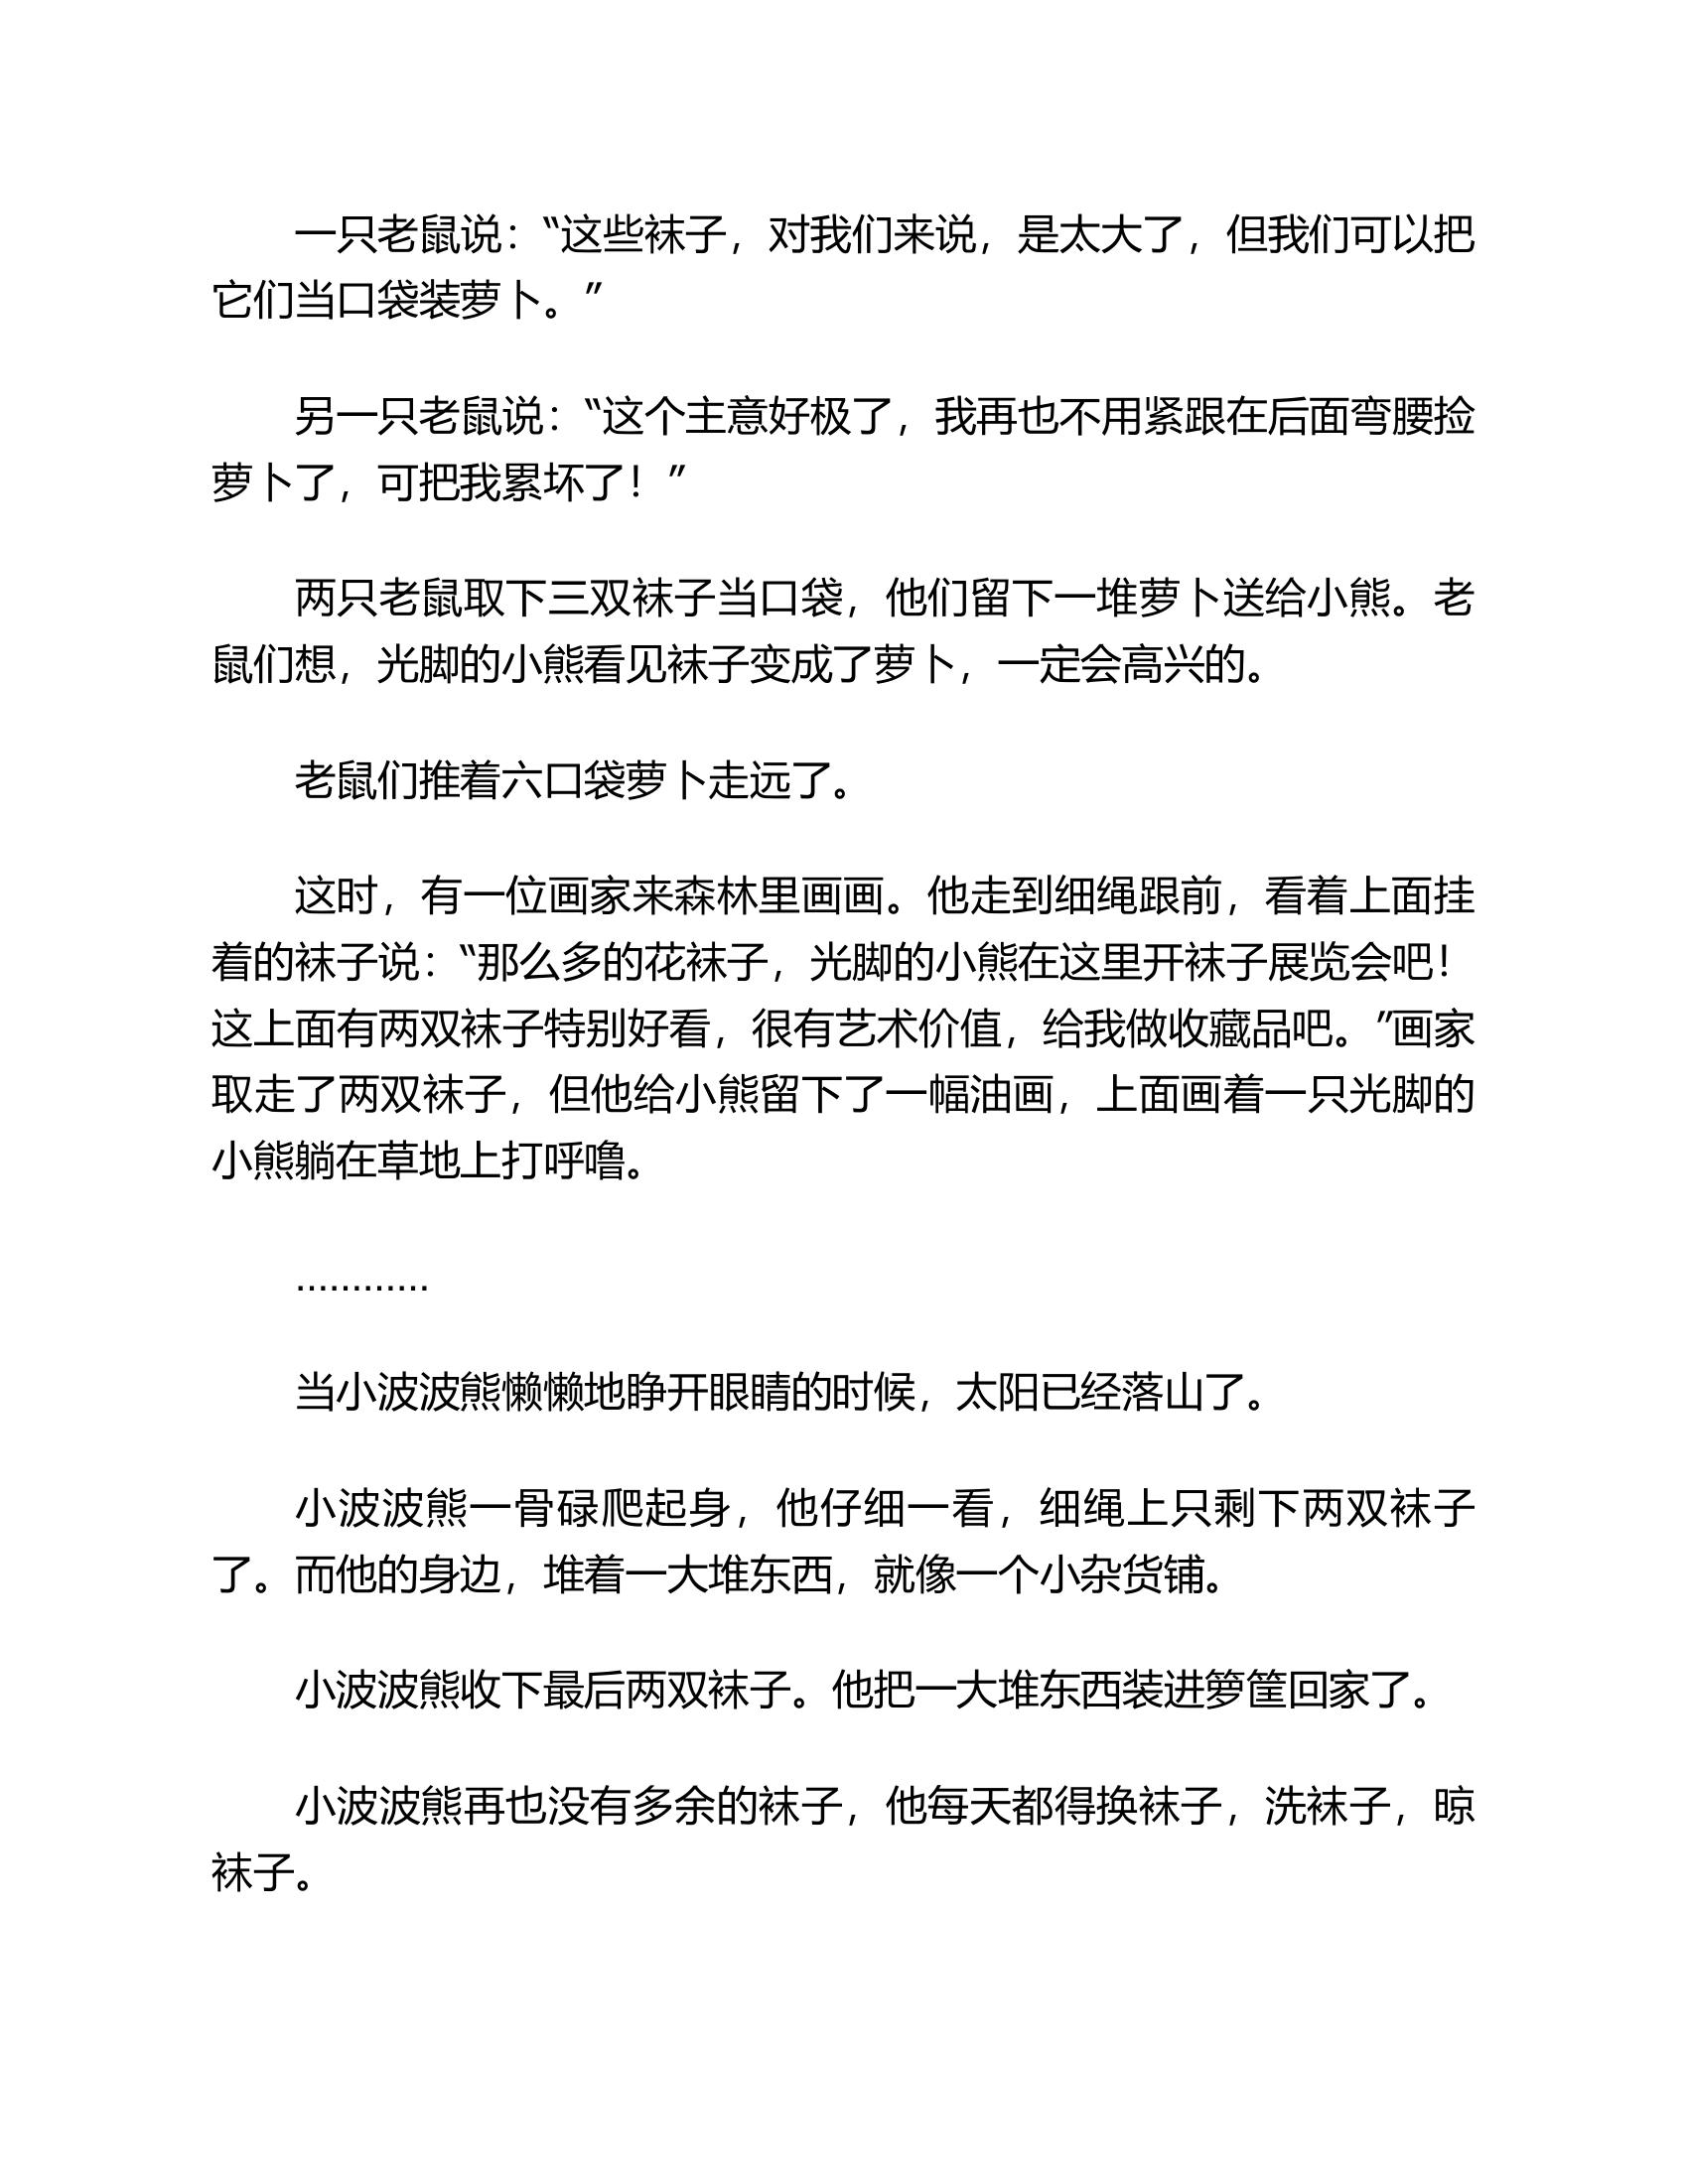 一只老鼠说：“这些袜子，对我们来说，是太大了，但我们可以把
它们当口袋装萝卜。”
另一只老鼠说：“这个主意好极了，我再也不用紧跟在后面弯腰捡
萝卜了，可把我累坏了！”
两只老鼠取下三双袜子当口袋，他们留下一堆萝卜送给小熊。老
鼠们想，光脚的小熊看见袜子变成了萝卜，一定会高兴的。
老鼠们推着六口袋萝卜走远了。
这时，有一位画家来森林里画画。他走到细绳跟前，看着上面挂
着的袜子说：“那么多的花袜子，光脚的小熊在这里开袜子展览会吧！
这上面有两双袜子特别好看，很有艺术价值，给我做收藏品吧。”画家
取走了两双袜子，但他给小熊留下了一幅油画，上面画着一只光脚的
小熊躺在草地上打呼噜。
…………
当小波波熊懒懒地睁开眼睛的时候，太阳已经落山了。
小波波熊一骨碌爬起身，他仔细一看，细绳上只剩下两双袜子
了。而他的身边，堆着一大堆东西，就像一个小杂货铺。
小波波熊收下最后两双袜子。他把一大堆东西装进箩筐回家了。
小波波熊再也没有多余的袜子，他每天都得换袜子，洗袜子，晾
袜子。